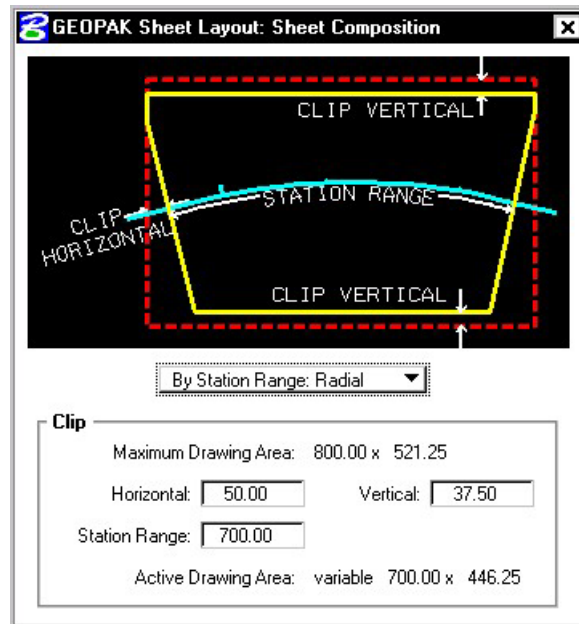 GEOPAK Sheet Layout: Sheet Composition
CLIP VERTICAL
STATION RANGE
CLIP
HORIZONTAL
CLIP VERTICAL
By Station Range: Radial
Clip
Maximum Drawing Area: 800.00 x 521.25
Horizontal: 50.00 Vertical: 37.50
Station Range: 700.00
Active Drawing Area: variable 700.00 x 446.25